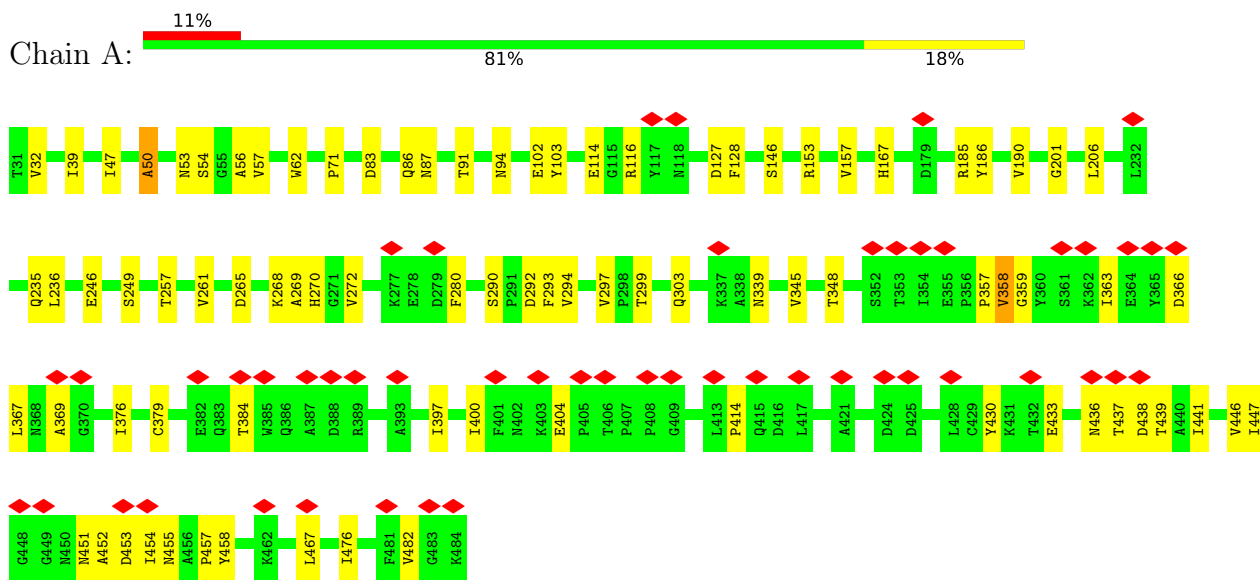 11%
Chain A:
81% 18%
T31 V32 I39 I47 A50 N53 S54 G55 A56 V57 W62 P71 D83 Q86 N87 T91 N94 E102 Y103 E114 G115 R116 Y117 N118 D127 F128 S146 R153 V157 H167 D179 R185 Y186 V190 G201 L206 L232
Q235 L236 E246 S249 T257 V261 D265 K268 A269 H270 G271 V272 K277 E278 D279 F280 S290 P291 D292 F293 V294 V297 P298 T299 Q303 K337 A338 N339 V345 T348 S352 T353 I354 E355 P356 P357 V358 G359 Y360 S361 K362 I363 E364 Y365 D366
L367 N368 A369 G370 I376 C379 E382 Q383 T384 W385 Q386 A387 D388 R389 A393 I397 I400 F401 N402 K403 E404 P405 T406 P407 P408 G409 L413 P414 Q415 D416 L417 A421 D424 D425 L428 C429 Y430 K431 T432 E433 N436 T437 D438 T439 A440 I441 V446 I447
G448 G449 N450 N451 A452 D453 I454 N455 A456 P457 Y458 K462 L467 I476 F481 V482 G483 K484